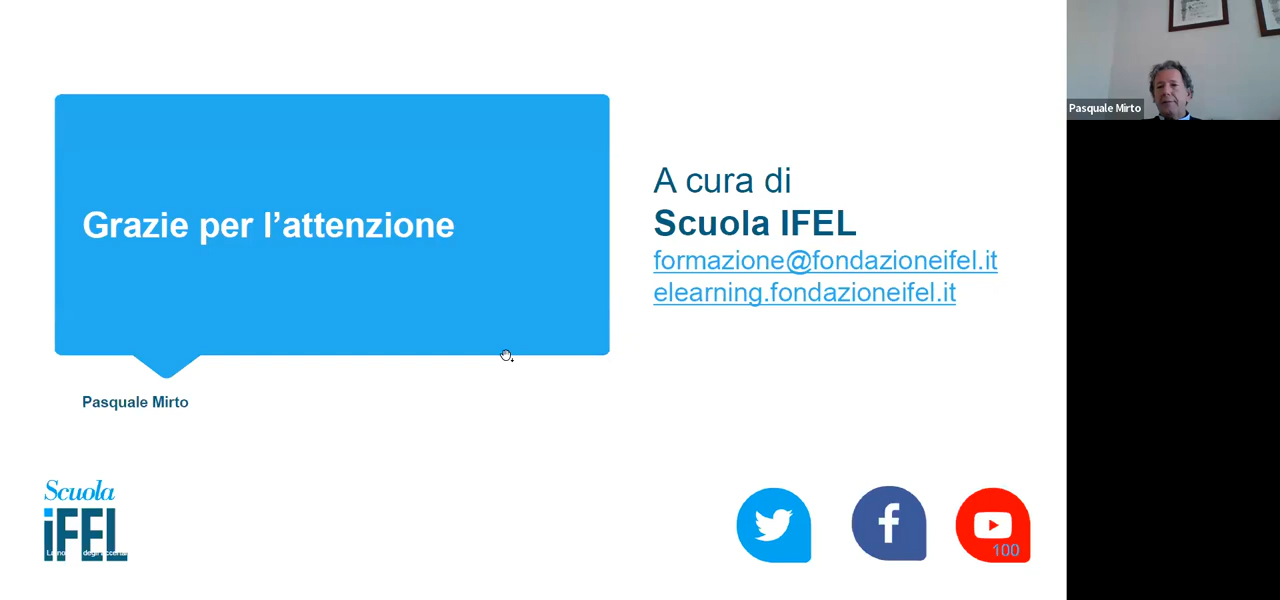 Grazie per l’attenzione
Pasquale Mirto
A cura di
Scuola IFEL
formazione@fondazioneifel.it
elearning.fondazioneifel.it
Scuola
iFEL
100
Pasquale Mirto